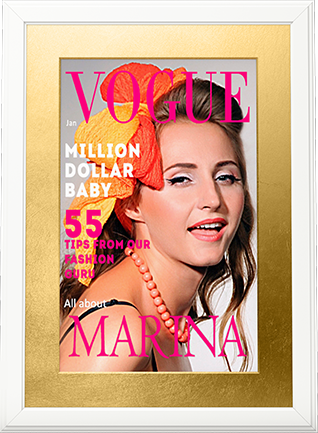 VOGUE
Jan
MILLION
DOLLAR
BABY
55
TIPS FROM OUR
FASHION
GURU
All about
MARINA